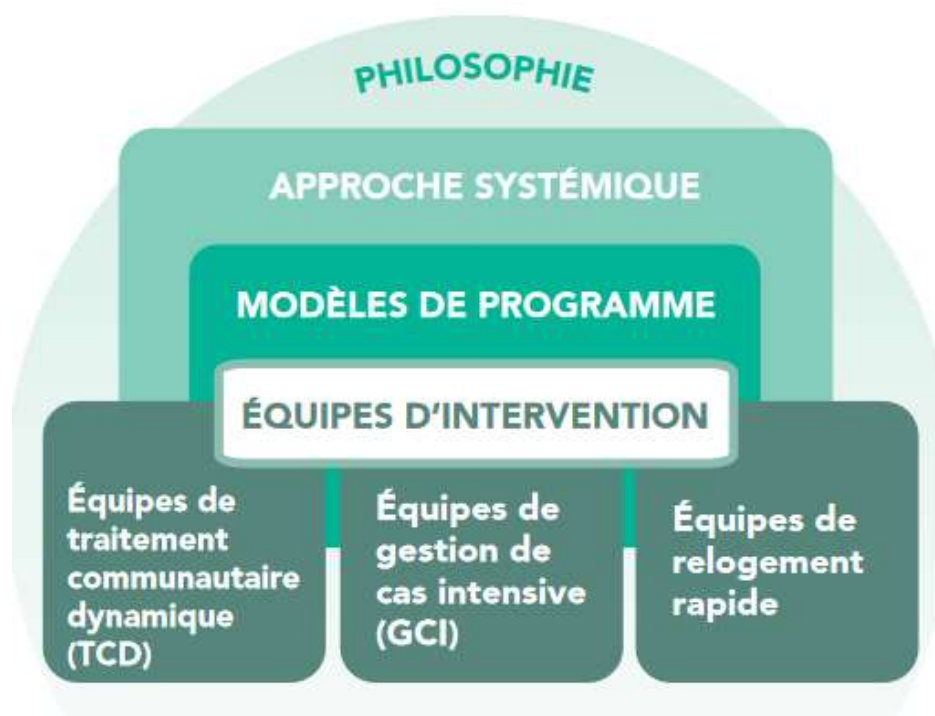 PHILOSOPHIE
APPROCHE SYSTÉMIQUE
MODÈLES DE PROGRAMME
ÉQUIPES D'INTERVENTION
Équipes de
traitement
communautaire
dynamique
(TCD)
Équipes de
gestion de
cas intensive
(GCI)
Équipes de
relogement
rapide